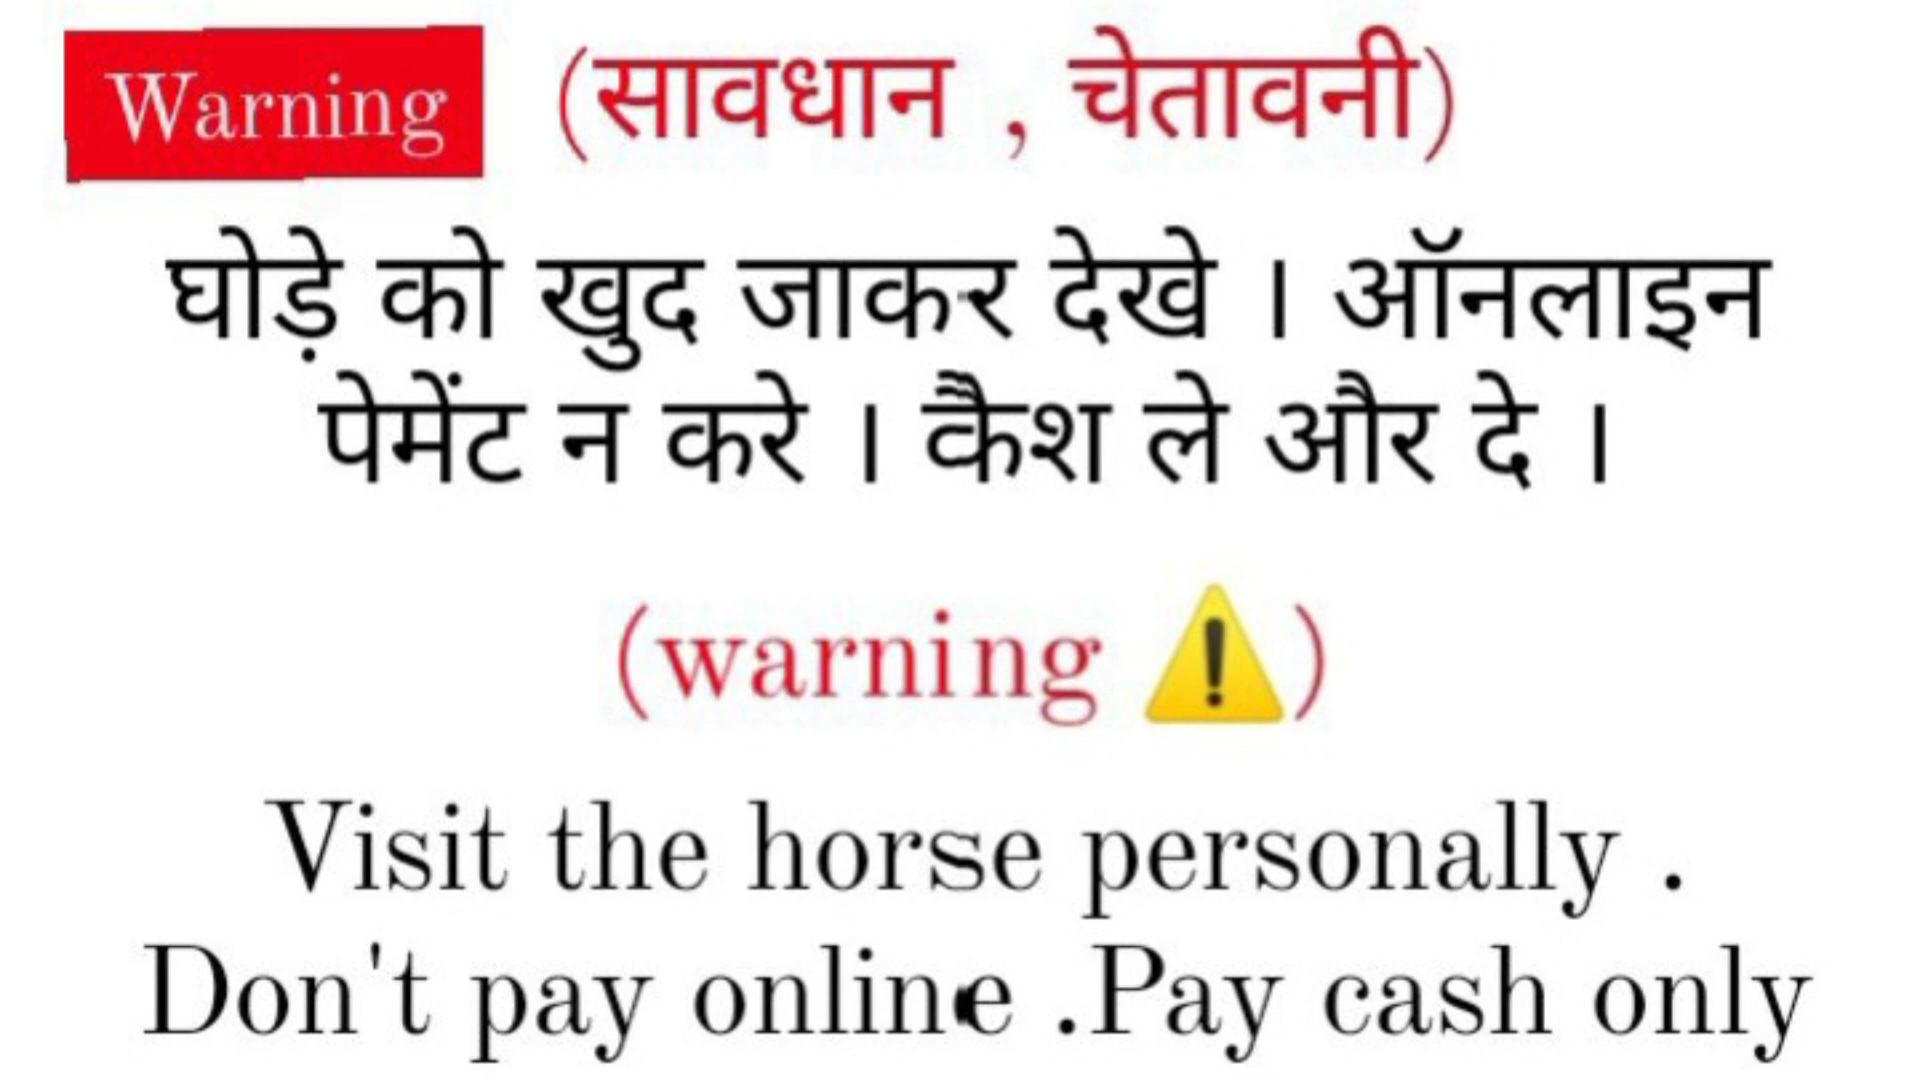 Warning (सावधान , चेतावनी)
घोड़े को खुद जाकर देखे । ऑनलाइन
पेमेंट न करे । कैश ले और दे ।
(warning ⚠️)
Visit the horse personally .
Don't pay online .Pay cash only